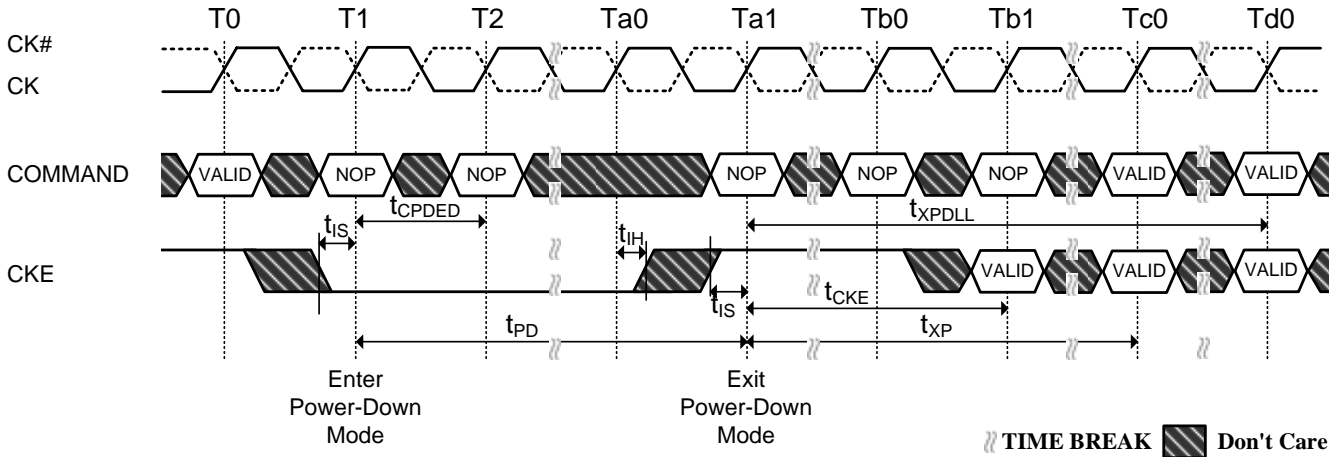 T0 T1 T2 Ta0 Ta1 Tb0 Tb1 Tc0 Td0
CK#
CK
COMMAND VALID NOP NOP NOP NOP NOP VALID VALID
tCPDED tXPDLL
tIS tIH
CKE VALID VALID VALID
tIS tCKE
tPD tXP
Enter Exit
Power-Down Power-Down
Mode Mode
TIME BREAK Don't Care